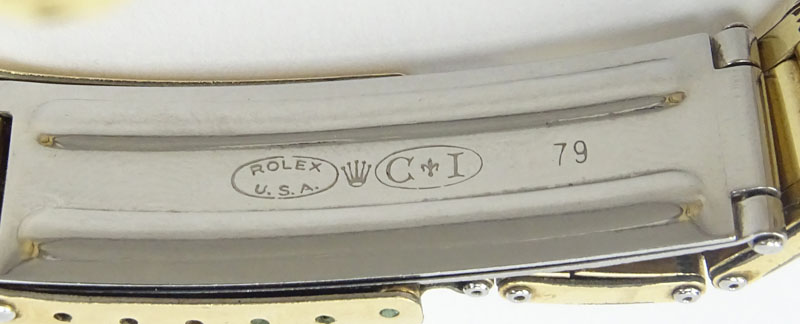 ROLEX
U.S.A.
C I
79